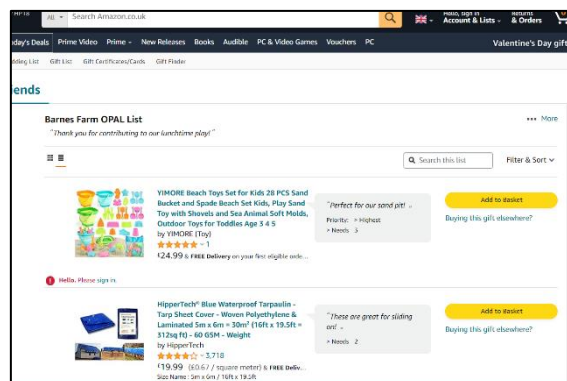 All
Search Amazon.co.uk
Hello, sign in
Account & Lists
Returns
& Orders
oday's Deals Prime Video Prime New Releases Books Audible PC & Video Games Vouchers PC Valentine's Day gift
dding List Gift List Gift Certificates/Cards Gift Finder
iends
Barnes Farm OPAL List
••• More
"Thank you for contributing to our lunchtime play!"
Search this list
Filter & Sort
YIMORE Beach Toys Set for Kids 28 PCS Sand
Bucket and Spade Beach Set Kids, Play Sand
Toy with Shovels and Sea Animal Soft Molds,
Outdoor Toys for Toddles Age 3 4 5
by YIMORE (Toy)
1
£24.99 & FREE Delivery on your first eligible orde...
"Perfect for our sand pit!
Priority: Highest
Needs 5
Add to Basket
Buying this gift elsewhere?
Hello. Please sign in
HipperTech® Blue Waterproof Tarpaulin -
Tarp Sheet Cover - Woven Polyethylene &
Laminated 5m x 6m = 30m² (16ft x 19.5ft =
312sq ft) - 60 GSM - Weight
by HipperTech
3,718
£19.99 (£0.67 / square meter) & FREE Deliv...
Size Name : 5m x 6m / 16ft x 19.5ft
"These are great for sliding
on!
Needs 2
Add to Basket
Buying this gift elsewhere?